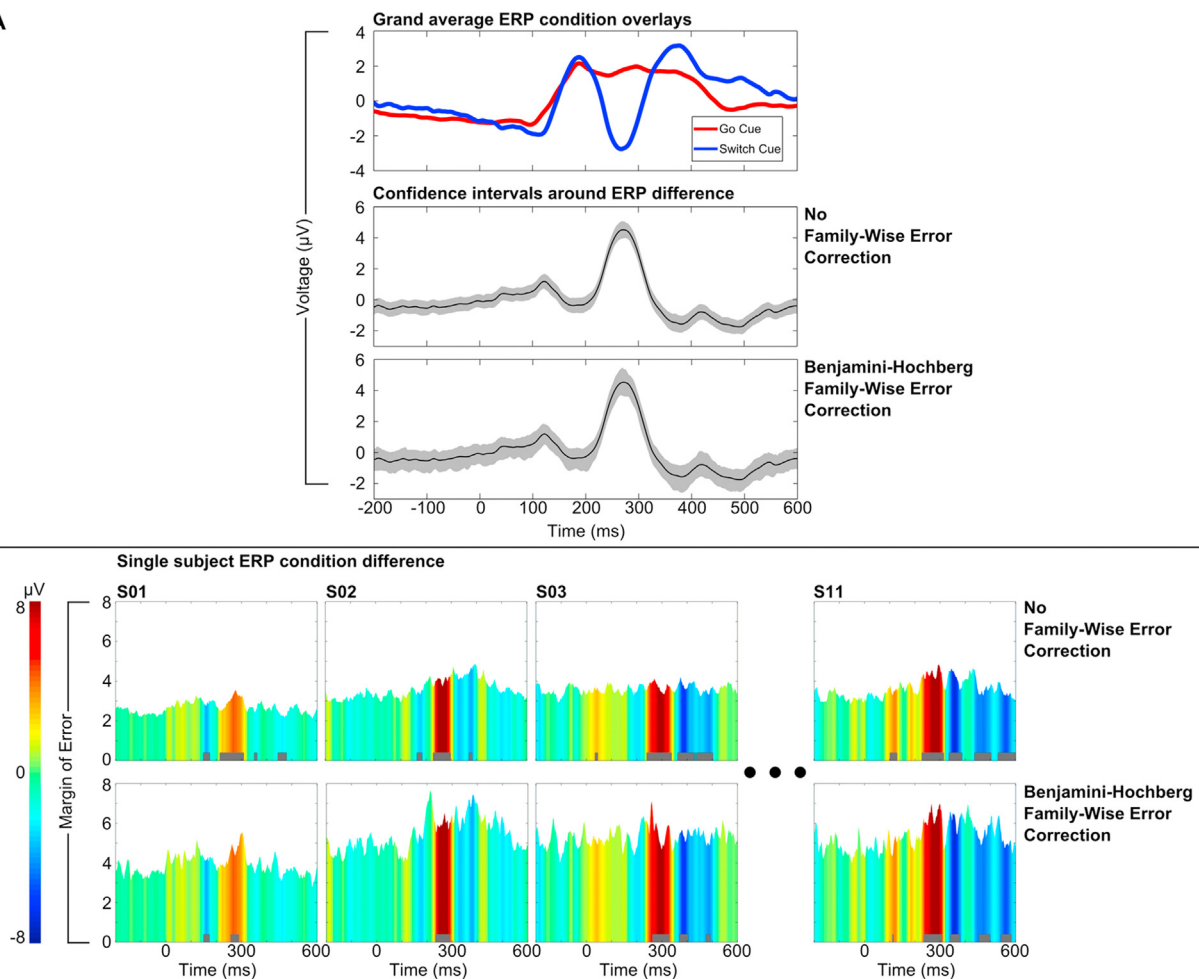 A
Grand average ERP condition overlays
4
2
0
-2
-4
Go Cue
Switch Cue
Voltage (µV)
Confidence intervals around ERP difference
6
4
2
0
-2
No
Family-Wise Error
Correction
6
4
2
0
-2
Benjamini-Hochberg
Family-Wise Error
Correction
-200 -100 0 100 200 300 400 500 600
Time (ms)
Single subject ERP condition difference
µV
8
0
-8
Margin of Error
S01 S02 S03 S11
8
6
4
2
0
No
Family-Wise Error
Correction
8
6
4
2
0
Benjamini-Hochberg
Family-Wise Error
Correction
0 300 600 0 300 600 0 300 600 0 300 600
Time (ms) Time (ms) Time (ms) Time (ms)